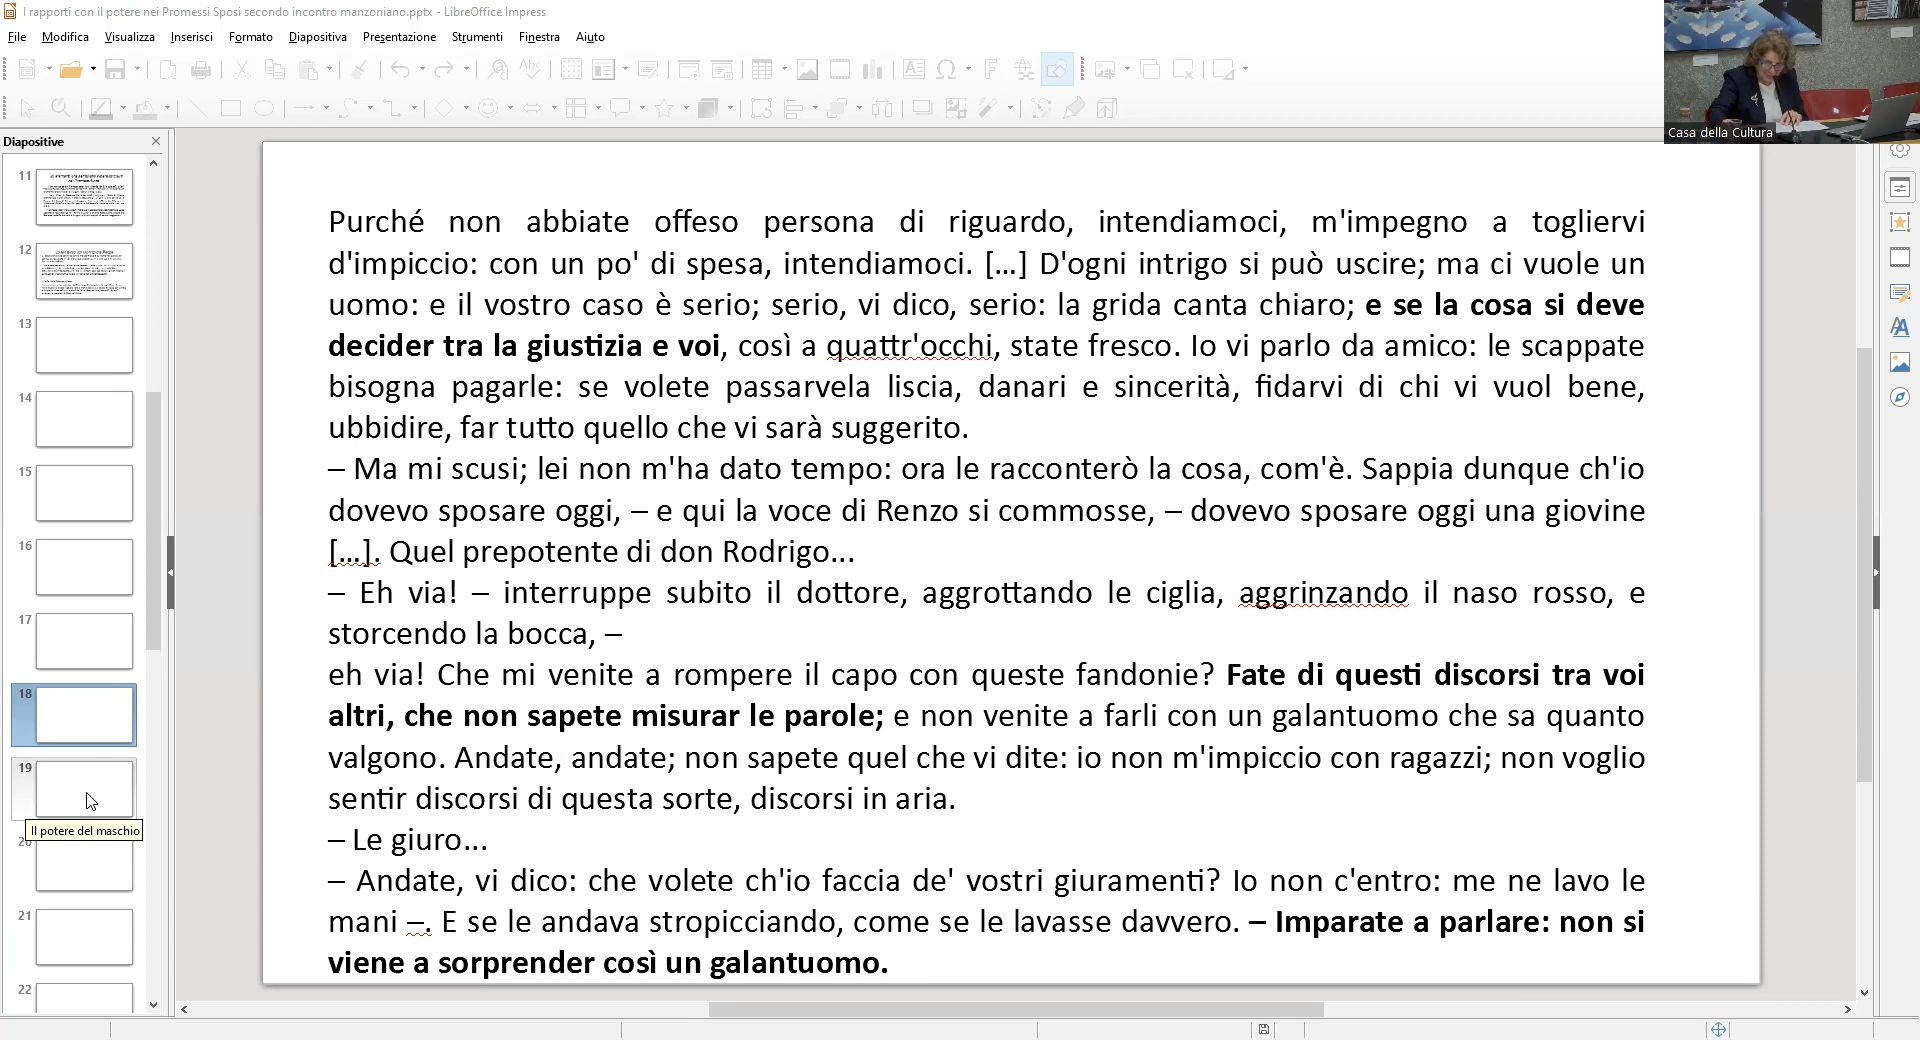 I rapporti con il potere nei Promessi Sposi secondo incontro manzoniano.pptx - LibreOffice Impress
File Modifica Visualizza Inserisci Formato Diapositiva Presentazione Strumenti Finestra Aiuto
Casa della Cultura
Diapositive
11
12
13
14
15
16
17
18
19
Il potere del maschio
20
21
22
Purché non abbiate offeso persona di riguardo, intendiamoci, m'impegno a togliervi
d'impiccio: con un po' di spesa, intendiamoci. [...] D'ogni intrigo si può uscire; ma ci vuole un
uomo: e il vostro caso è serio; serio, vi dico, serio: la grida canta chiaro; e se la cosa si deve
decider tra la giustizia e voi, così a quattr'occhi, state fresco. Io vi parlo da amico: le scappate
bisogna pagarle: se volete passarvela liscia, danari e sincerità, fidarvi di chi vi vuol bene,
ubbidire, far tutto quello che vi sarà suggerito.
– Ma mi scusi; lei non m'ha dato tempo: ora le racconterò la cosa, com'è. Sappia dunque ch'io
dovevo sposare oggi, – e qui la voce di Renzo si commosse, – dovevo sposare oggi una giovine
[...]. Quel prepotente di don Rodrigo...
– Eh via! – interruppe subito il dottore, aggrottando le ciglia, aggrinzando il naso rosso, e
storcendo la bocca, –
eh via! Che mi venite a rompere il capo con queste fandonie? Fate di questi discorsi tra voi
altri, che non sapete misurar le parole; e non venite a farli con un galantuomo che sa quanto
valgono. Andate, andate; non sapete quel che vi dite: io non m'impiccio con ragazzi; non voglio
sentir discorsi di questa sorte, discorsi in aria.
– Le giuro...
– Andate, vi dico: che volete ch'io faccia de' vostri giuramenti? Io non c'entro: me ne lavo le
mani –. E se le andava stropicciando, come se le lavasse davvero. – Imparate a parlare: non si
viene a sorprender così un galantuomo.